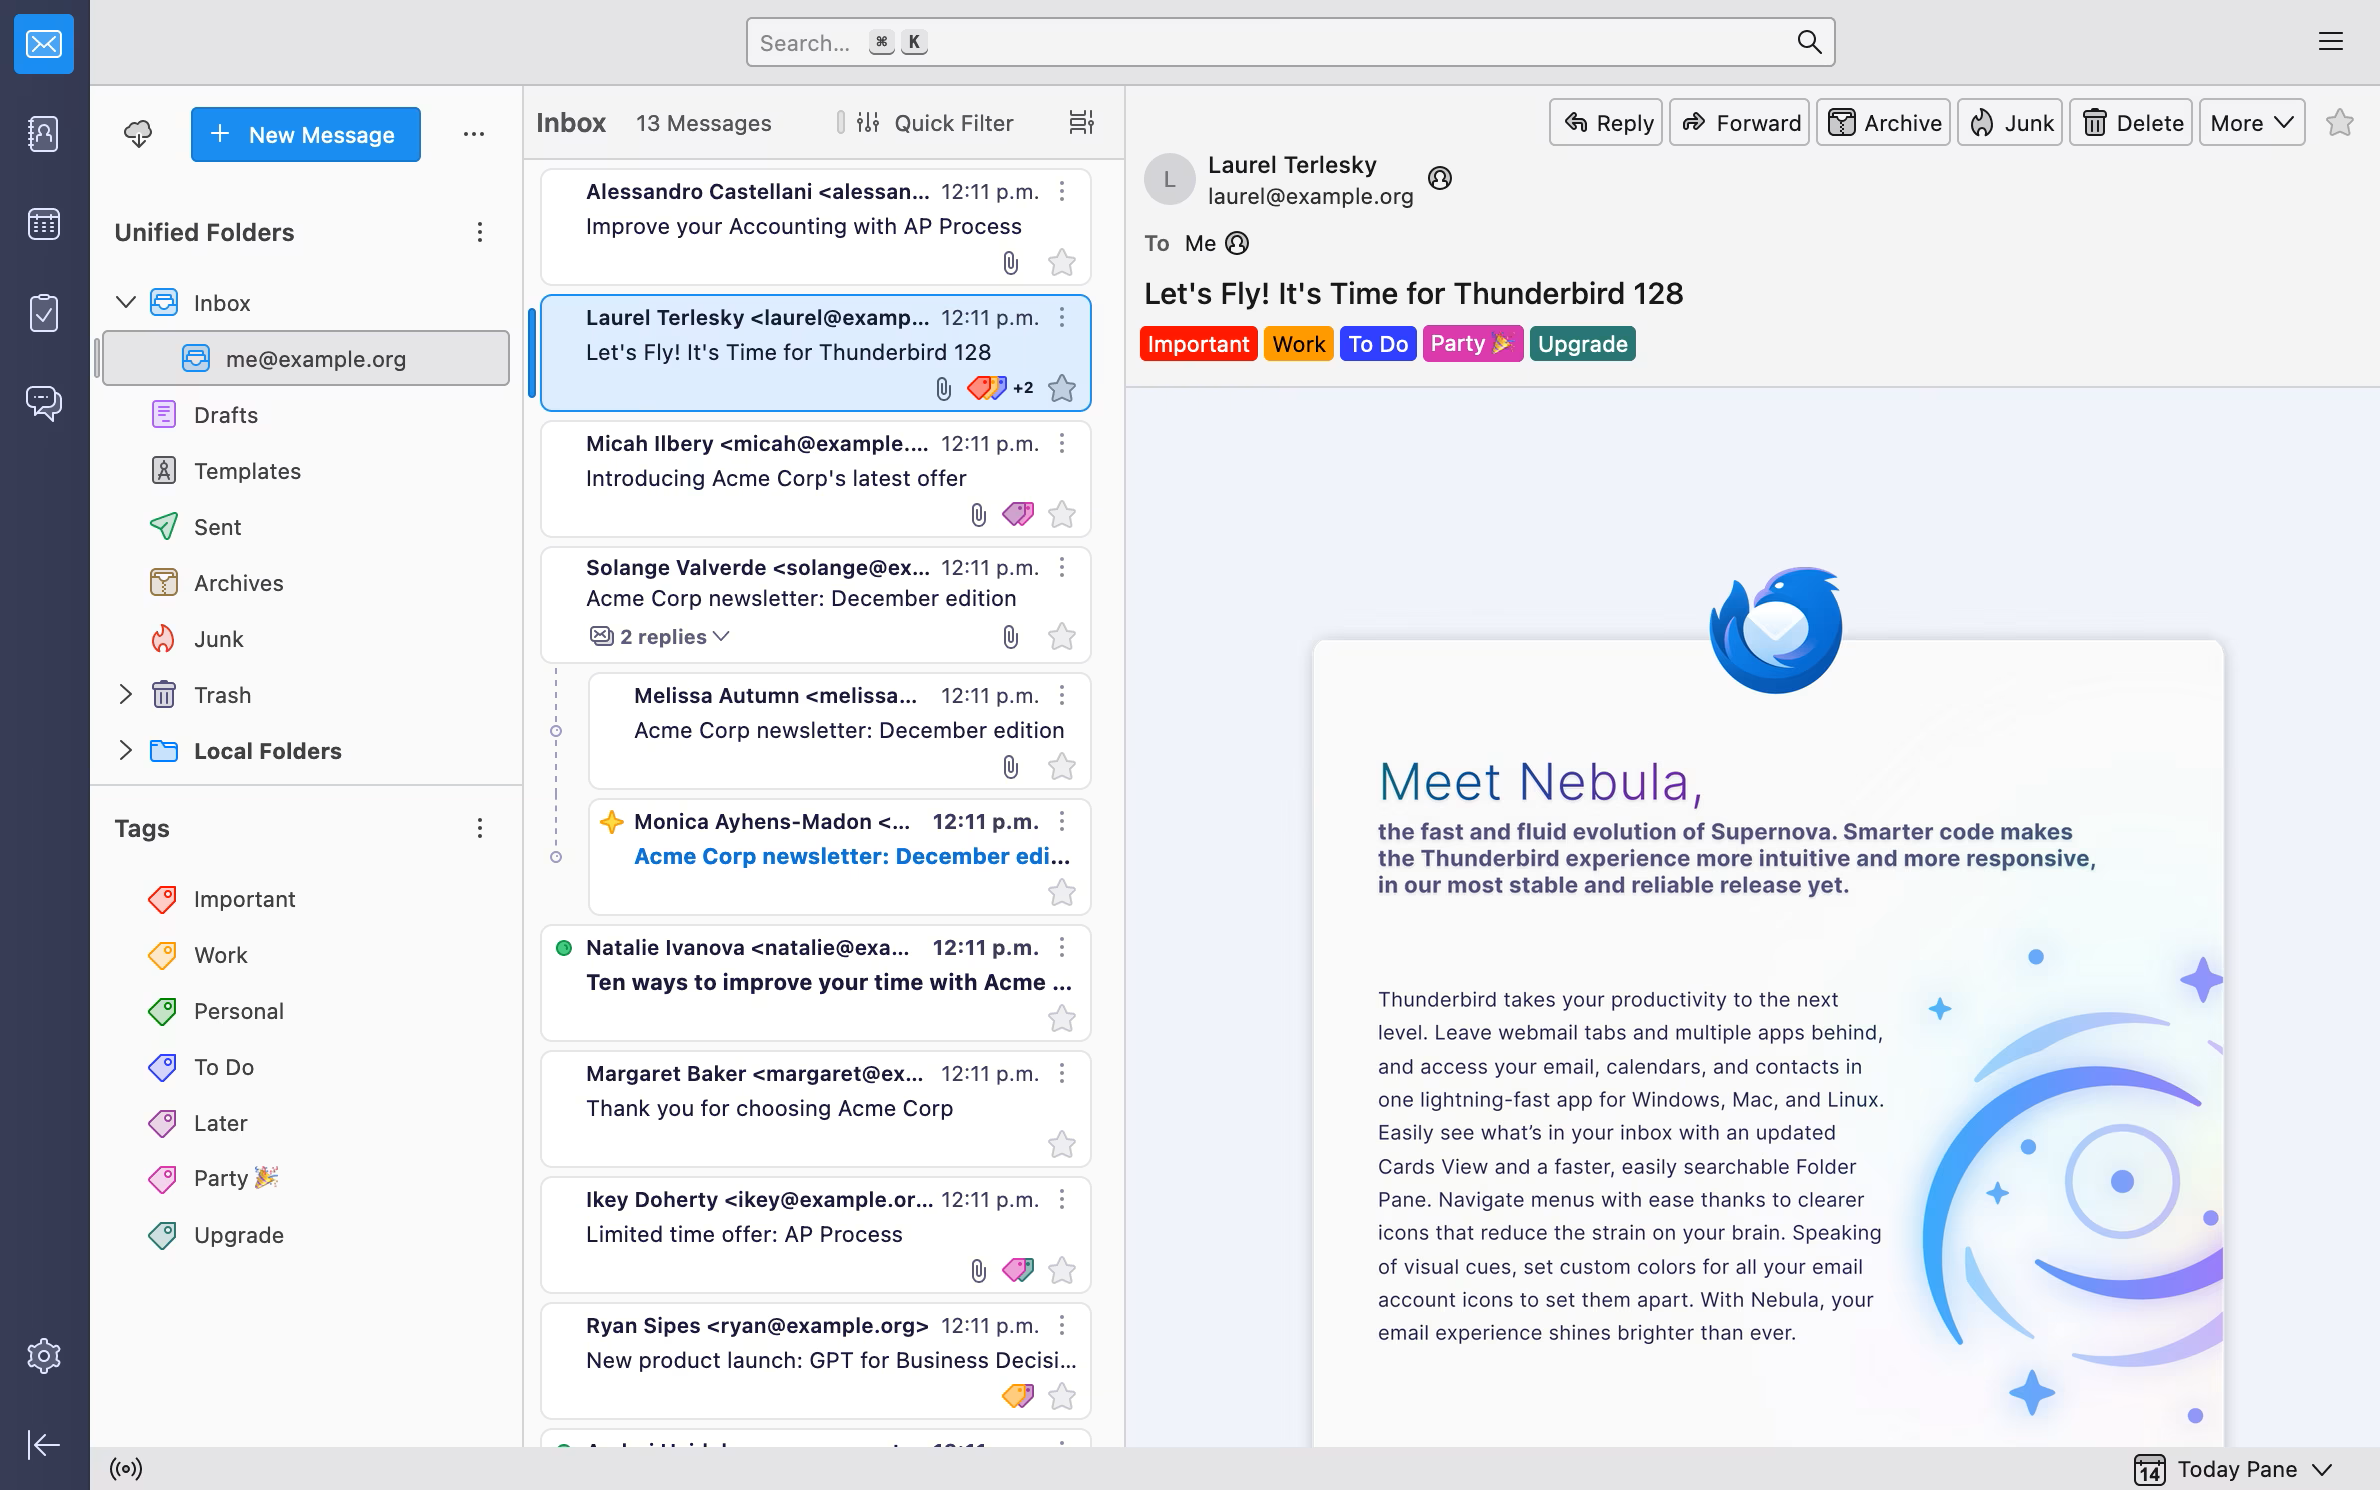 Search... ⌘ K
New Message
Unified Folders
Inbox
me@example.org
Drafts
Templates
Sent
Archives
Junk
Trash
Local Folders
Tags
Important
Work
Personal
To Do
Later
Party 🎉
Upgrade
Inbox 13 Messages Quick Filter
Alessandro Castellani <alessan... 12:11 p.m.
Improve your Accounting with AP Process
Laurel Terlesky <laurel@examp... 12:11 p.m.
Let's Fly! It's Time for Thunderbird 128
+2
Micah Ilbery <micah@example.... 12:11 p.m.
Introducing Acme Corp's latest offer
Solange Valverde <solange@ex... 12:11 p.m.
Acme Corp newsletter: December edition
2 replies
Melissa Autumn <melissa... 12:11 p.m.
Acme Corp newsletter: December edition
Monica Ayhens-Madon <... 12:11 p.m.
Acme Corp newsletter: December edi...
Natalie Ivanova <natalie@exa... 12:11 p.m.
Ten ways to improve your time with Acme ...
Margaret Baker <margaret@ex... 12:11 p.m.
Thank you for choosing Acme Corp
Ikey Doherty <ikey@example.or... 12:11 p.m.
Limited time offer: AP Process
Ryan Sipes <ryan@example.org> 12:11 p.m.
New product launch: GPT for Business Decisi...
Reply Forward Archive Junk Delete More
L
Laurel Terlesky
laurel@example.org
To Me
Let's Fly! It's Time for Thunderbird 128
Important Work To Do Party 🎉 Upgrade
Meet Nebula,
the fast and fluid evolution of Supernova. Smarter code makes
the Thunderbird experience more intuitive and more responsive,
in our most stable and reliable release yet.
Thunderbird takes your productivity to the next
level. Leave webmail tabs and multiple apps behind,
and access your email, calendars, and contacts in
one lightning-fast app for Windows, Mac, and Linux.
Easily see what’s in your inbox with an updated
Cards View and a faster, easily searchable Folder
Pane. Navigate menus with ease thanks to clearer
icons that reduce the strain on your brain. Speaking
of visual cues, set custom colors for all your email
account icons to set them apart. With Nebula, your
email experience shines brighter than ever.
14 Today Pane